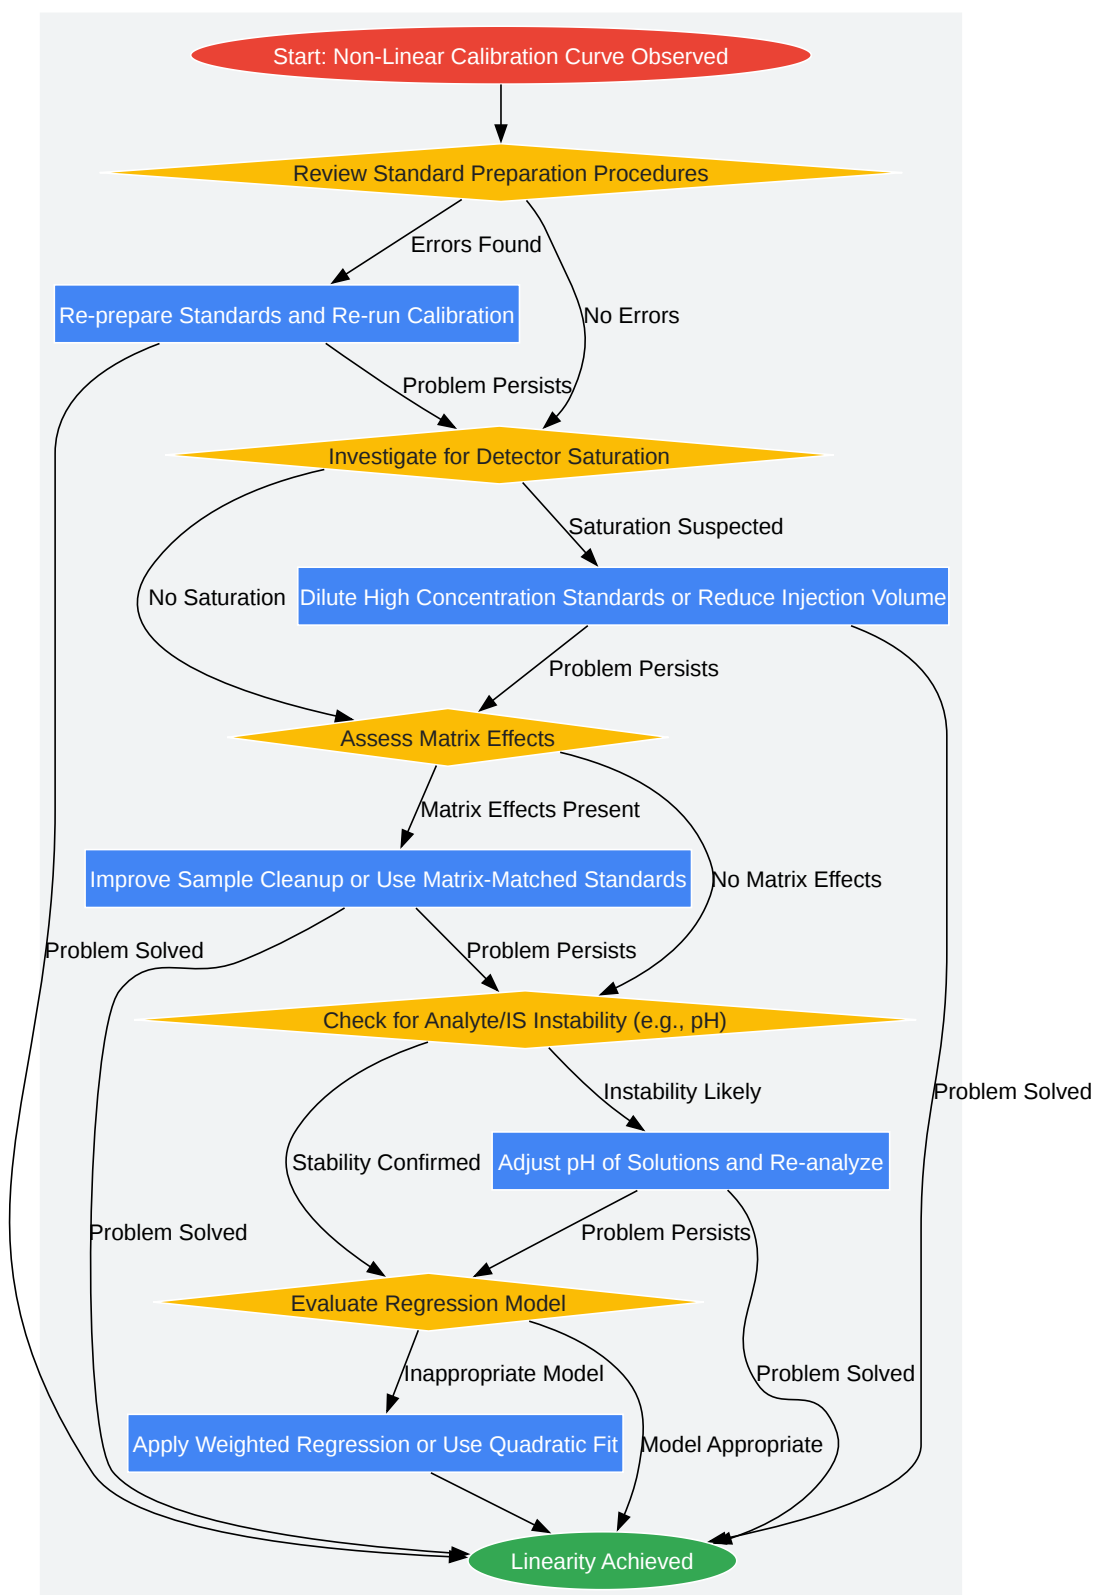 Start: Non-Linear Calibration Curve Observed
Review Standard Preparation Procedures
Errors Found
Re-prepare Standards and Re-run Calibration
No Errors
Problem Persists
Investigate for Detector Saturation
Saturation Suspected
No Saturation
Dilute High Concentration Standards or Reduce Injection Volume
Problem Persists
Assess Matrix Effects
Matrix Effects Present
Improve Sample Cleanup or Use Matrix-Matched Standards
No Matrix Effects
Problem Solved
Problem Persists
Check for Analyte/IS Instability (e.g., pH)
Instability Likely
Problem Solved
Stability Confirmed
Adjust pH of Solutions and Re-analyze
Problem Solved
Problem Persists
Evaluate Regression Model
Inappropriate Model
Problem Solved
Apply Weighted Regression or Use Quadratic Fit
Model Appropriate
Linearity Achieved